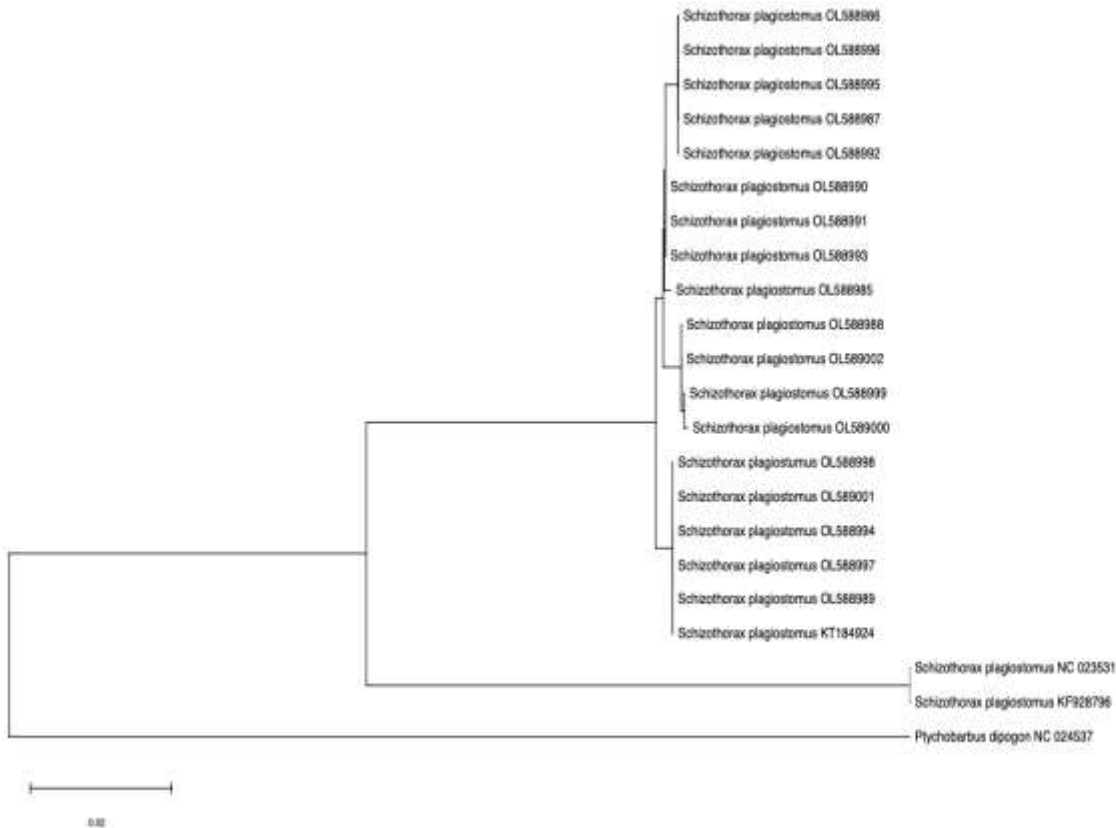 Schizothorax plagiostomus OL588986
Schizothorax plagiostomus OL588996
Schizothorax plagiostomus OL588995
Schizothorax plagiostomus OL588987
Schizothorax plagiostomus OL588992
Schizothorax plagiostomus OL588990
Schizothorax plagiostomus OL588991
Schizothorax plagiostomus OL588993
Schizothorax plagiostomus OL588985
Schizothorax plagiostomus OL588988
Schizothorax plagiostomus OL589002
Schizothorax plagiostomus OL588999
Schizothorax plagiostomus OL589000
Schizothorax plagiostumus OL588998
Schizothorax plagiostomus OL589001
Schizothorax plagiostomus OL588994
Schizothorax plagiostomus OL588997
Schizothorax plagiostomus OL588989
Schizothorax plagiostomus KT184924
Schizothorax plagiostomus NC 023531
Schizothorax plagiostomus KF928796
Ptychobarbus dipogon NC 024537
0.02